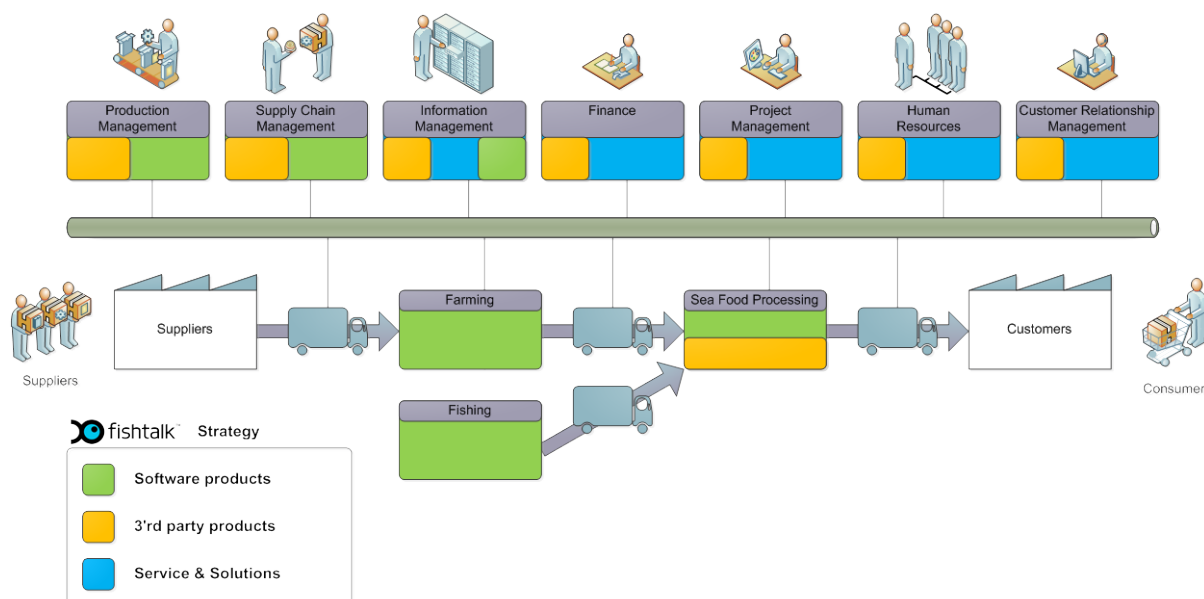 Production
Management
Supply Chain
Management
Information
Management
Finance
Project
Management
Human
Resources
Customer Relationship
Management
Suppliers
Suppliers
Farming
Sea Food Processing
Customers
Consumer
Fishing
fishtalk™ Strategy
Software products
3'rd party products
Service & Solutions